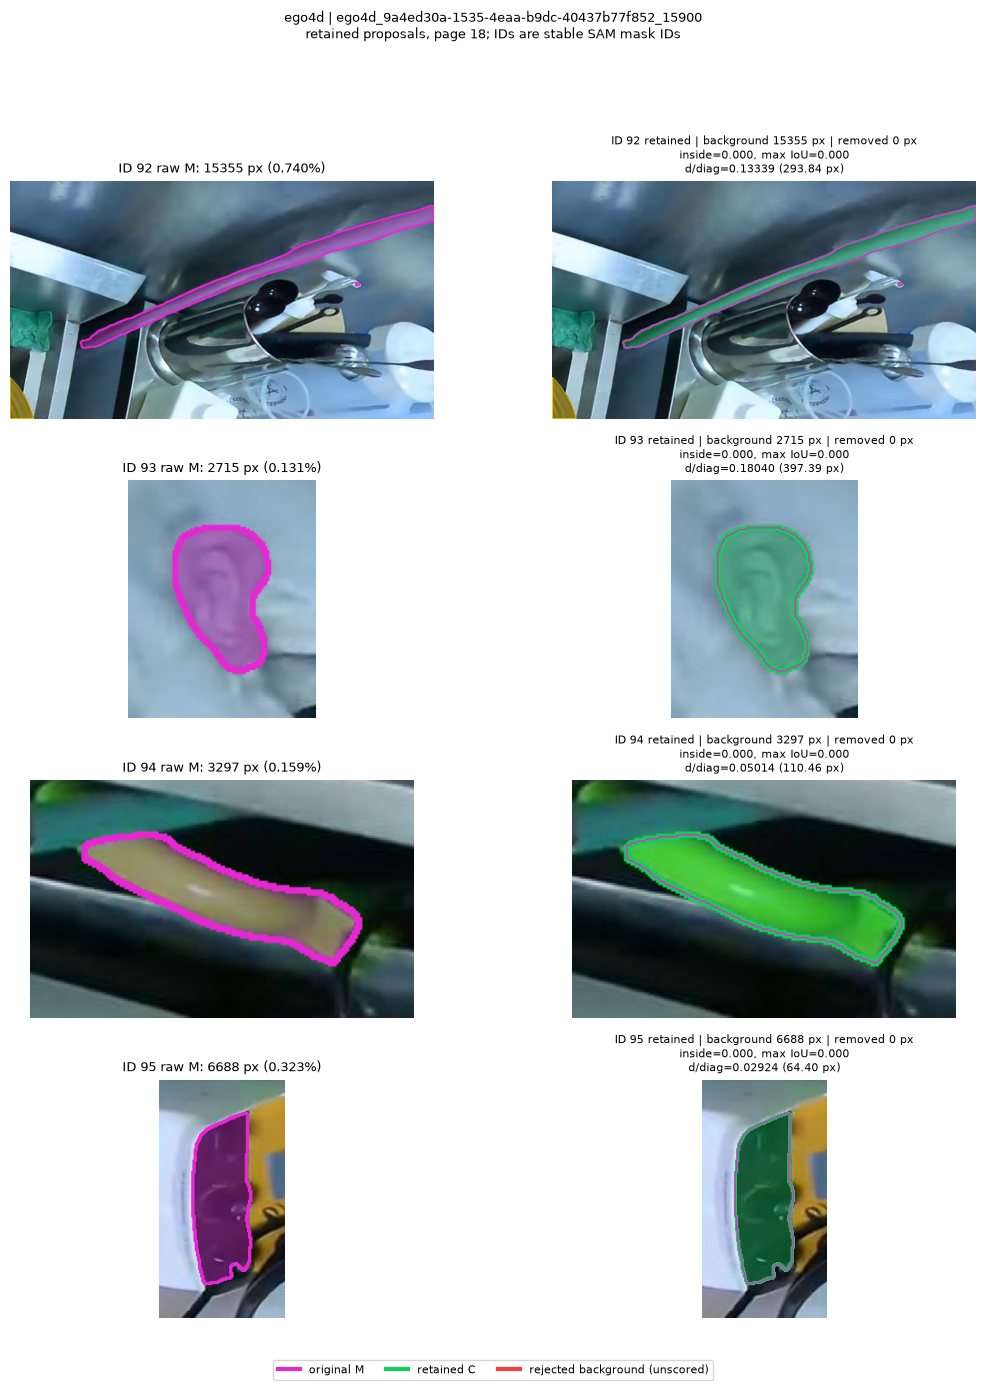 ego4d | ego4d_9a4ed30a-1535-4eaa-b9dc-40437b77f852_15900
retained proposals, page 18; IDs are stable SAM mask IDs
ID 92 raw M: 15355 px (0.740%)
ID 92 retained | background 15355 px | removed 0 px
inside=0.000, max IoU=0.000
d/diag=0.13339 (293.84 px)
ID 93 raw M: 2715 px (0.131%)
ID 93 retained | background 2715 px | removed 0 px
inside=0.000, max IoU=0.000
d/diag=0.18040 (397.39 px)
ID 94 raw M: 3297 px (0.159%)
ID 94 retained | background 3297 px | removed 0 px
inside=0.000, max IoU=0.000
d/diag=0.05014 (110.46 px)
ID 95 raw M: 6688 px (0.323%)
ID 95 retained | background 6688 px | removed 0 px
inside=0.000, max IoU=0.000
d/diag=0.02924 (64.40 px)
original M
retained C
rejected background (unscored)